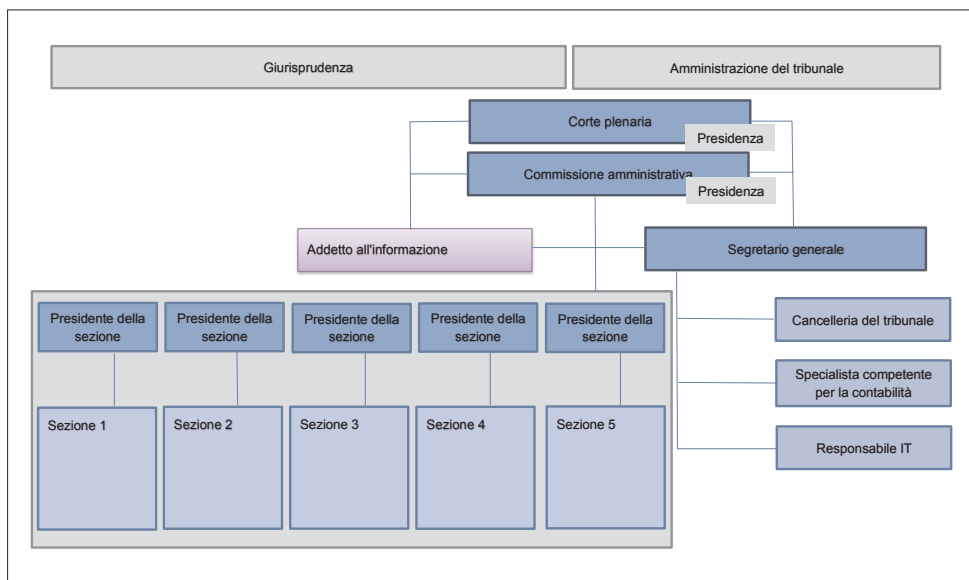 Giurisprudenza
Amministrazione del tribunale
Corte plenaria
Presidenza
Commissione amministrativa
Presidenza
Addetto all'informazione
Segretario generale
Presidente della
sezione
Presidente della
sezione
Presidente della
sezione
Presidente della
sezione
Presidente della
sezione
Cancelleria del tribunale
Specialista competente
per la contabilità
Responsabile IT
Sezione 1
Sezione 2
Sezione 3
Sezione 4
Sezione 5